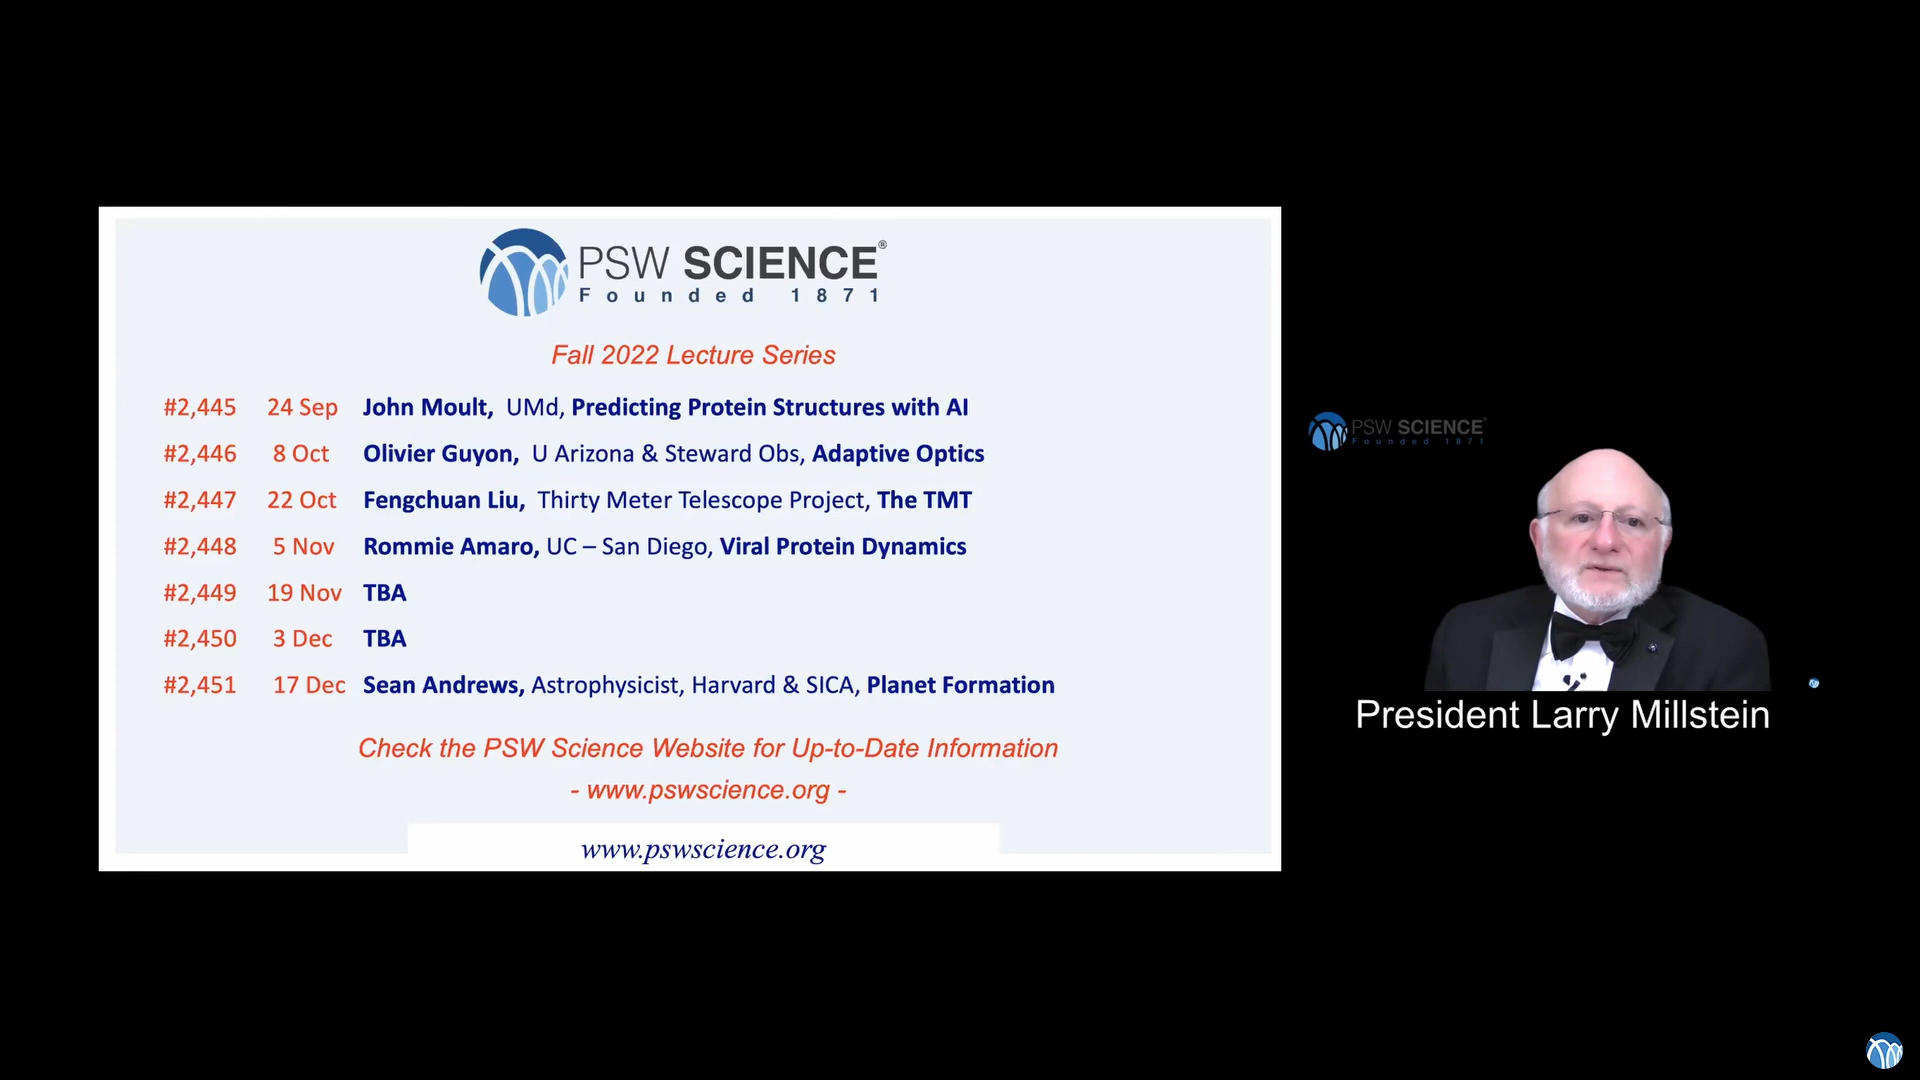 PSW SCIENCE®
Founded 1871
Fall 2022 Lecture Series
#2,445 24 Sep John Moult, UMd, Predicting Protein Structures with AI
#2,446 8 Oct Olivier Guyon, U Arizona & Steward Obs, Adaptive Optics
#2,447 22 Oct Fengchuan Liu, Thirty Meter Telescope Project, The TMT
#2,448 5 Nov Rommie Amaro, UC – San Diego, Viral Protein Dynamics
#2,449 19 Nov TBA
#2,450 3 Dec TBA
#2,451 17 Dec Sean Andrews, Astrophysicist, Harvard & SICA, Planet Formation
Check the PSW Science Website for Up-to-Date Information
- www.pswscience.org -
www.pswscience.org
PSW SCIENCE
Founded 1871
President Larry Millstein